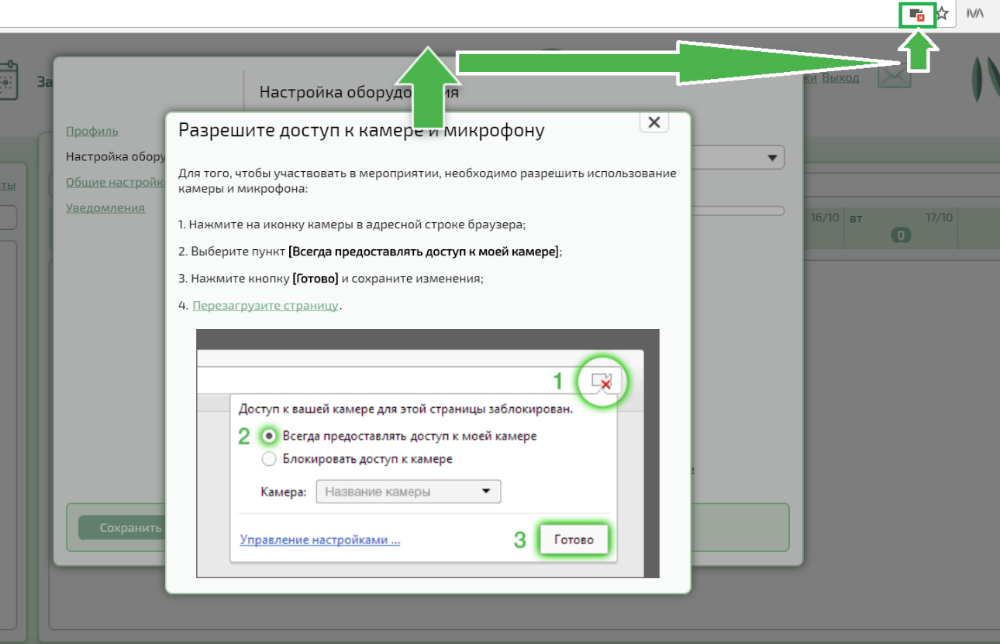 IVA
За
ки Выход
Настройка оборудо ия
Профиль
Настройка обору
Общие настройк
Уведомления
ты
Разрешите доступ к камере и микрофону
Для того, чтобы участвовать в мероприятии, необходимо разрешить использование
камеры и микрофона:
1. Нажмите на иконку камеры в адресной строке браузера;
2. Выберите пункт [Всегда предоставлять доступ к моей камере];
3. Нажмите кнопку [Готово] и сохраните изменения;
4. Перезагрузите страницу.
16/10 вт 17/10
0
1
Доступ к вашей камере для этой страницы заблокирован.
2 Всегда предоставлять доступ к моей камере
Блокировать доступ к камере
Камера: Название камеры
Управление настройками ... 3 Готово
Сохранить